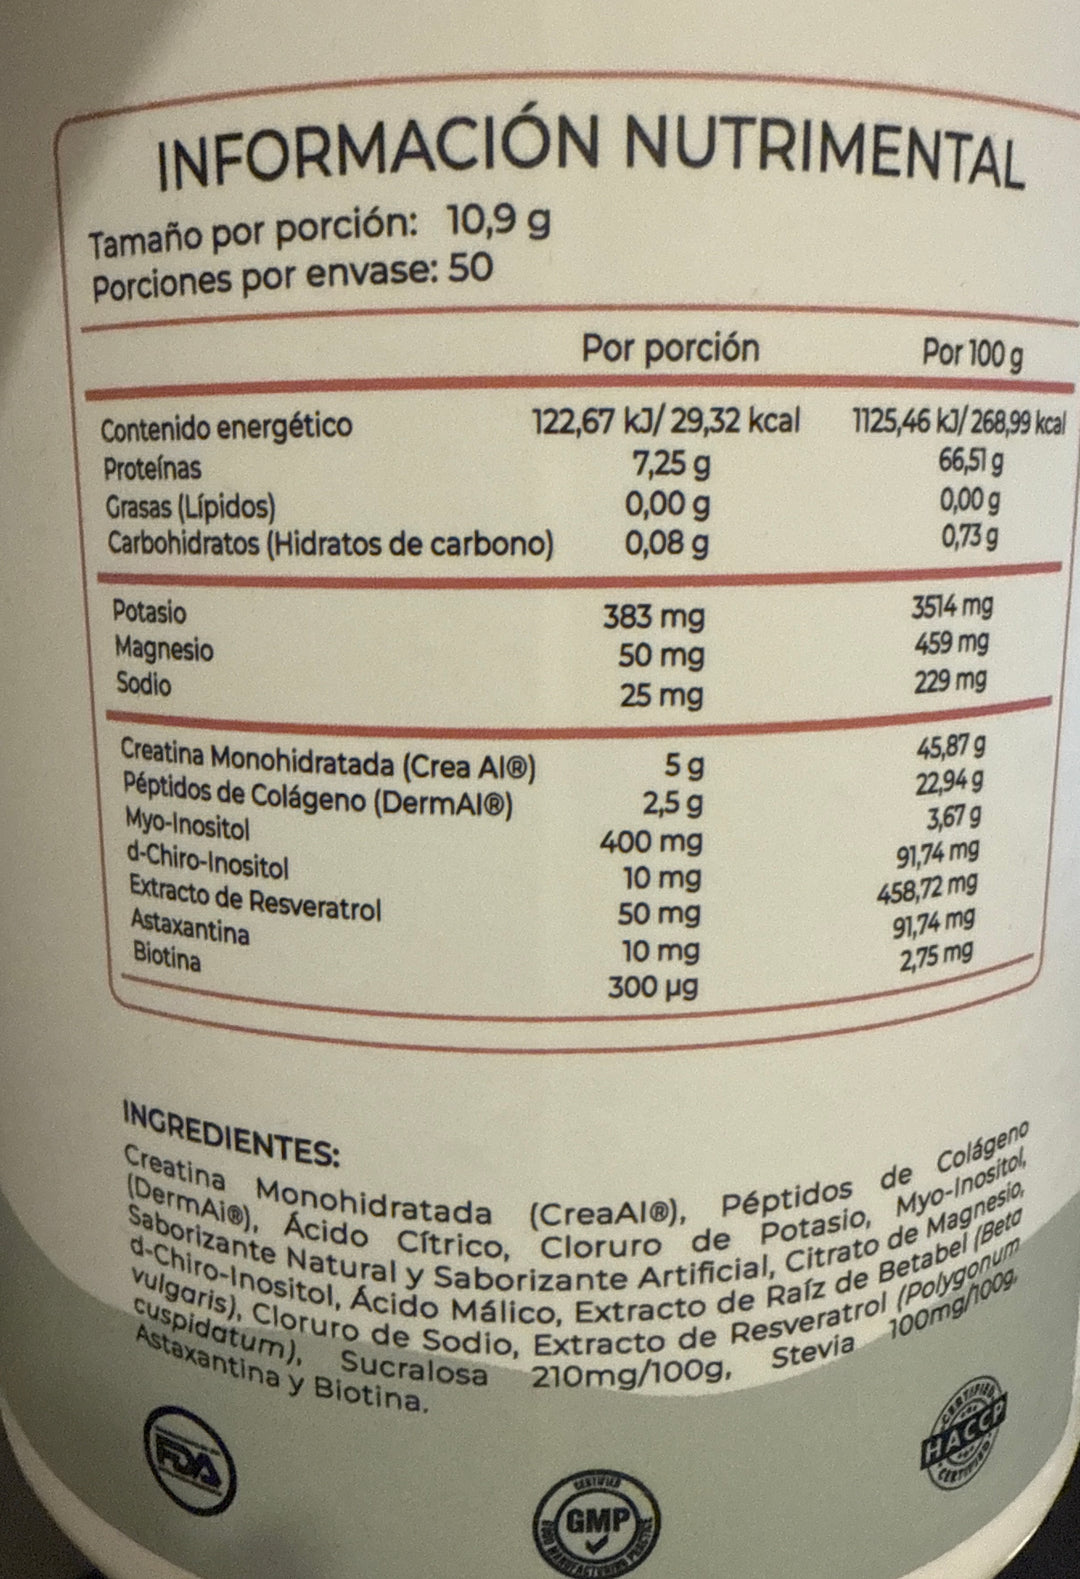 INFORMACIÓN NUTRIMENTAL
Tamaño por porción: 10,9 g
Porciones por envase: 50
Por porción Por 100 g
Contenido energético 122,67 kJ/ 29,32 kcal 1125,46 kJ/ 268,99 kcal
Proteínas 7,25 g 66,51 g
Grasas (Lípidos) 0,00 g 0,00 g
Carbohidratos (Hidratos de carbono) 0,08 g 0,73 g
Potasio 383 mg 3514 mg
Magnesio 50 mg 459 mg
Sodio 25 mg 229 mg
Creatina Monohidratada (Crea AI®) 5 g 45,87 g
Péptidos de Colágeno (DermAI®) 2,5 g 22,94 g
Myo-Inositol 400 mg 3,67 g
d-Chiro-Inositol 10 mg 91,74 mg
Extracto de Resveratrol 50 mg 458,72 mg
Astaxantina 10 mg 91,74 mg
Biotina 300 µg 2,75 mg
INGREDIENTES:
Creatina Monohidratada (CreaAI®), Péptidos de Colágeno
(DermAi®), Ácido Cítrico, Cloruro de Potasio, Myo-Inositol,
Saborizante Natural y Saborizante Artificial, Citrato de Magnesio,
d-Chiro-Inositol, Ácido Málico, Extracto de Raíz de Betabel (Beta
vulgaris), Cloruro de Sodio, Extracto de Resveratrol (Polygonum
cuspidatum), Sucralosa 210mg/100g, Stevia 100mg/100g,
Astaxantina y Biotina.
FDA
CERTIFIED
GMP
GOOD MANUFACTURING PRACTICE
CERTIFIED
HACCP
CERTIFIED